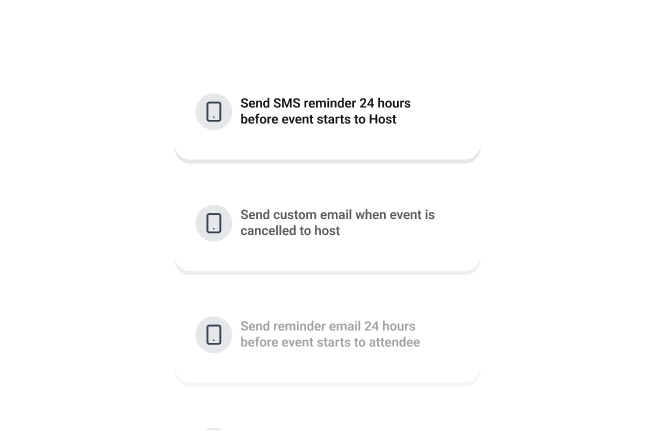 Send SMS reminder 24 hours
before event starts to Host
Send custom email when event is
cancelled to host
Send reminder email 24 hours
before event starts to attendee